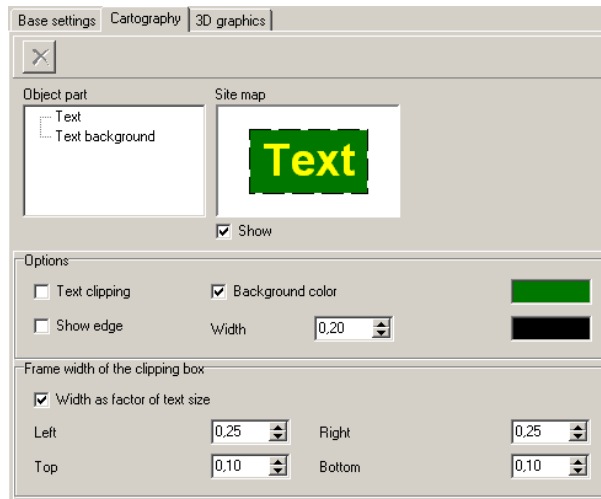 Base settings Cartography 3D graphics
Object part Site map
Text
Text background
Text
Show
Options
Text clipping Background color
Show edge Width 0,20
Frame width of the clipping box
Width as factor of text size
Left 0,25 Right 0,25
Top 0,10 Bottom 0,10